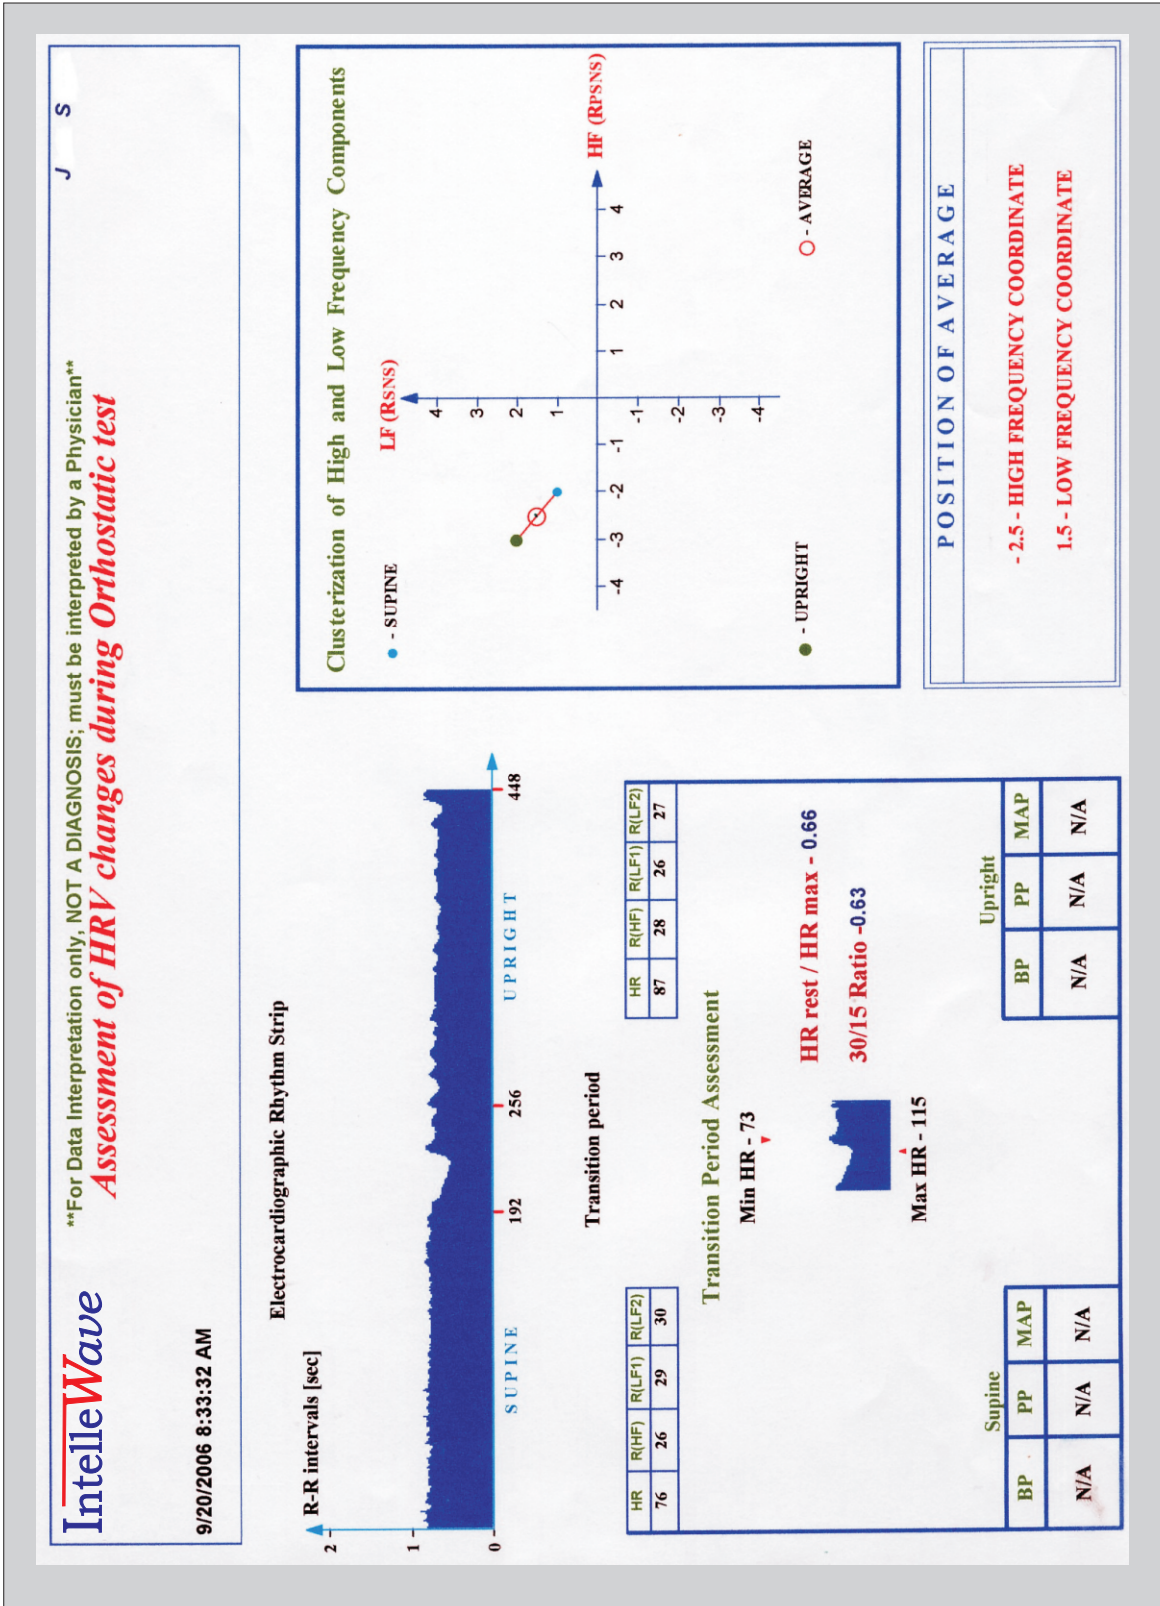 IntelleWave
**For Data Interpretation only, NOT A DIAGNOSIS; must be interpreted by a Physician**
J S
Assessment of HRV changes during Orthostatic test
9/20/2006 8:33:32 AM
Electrocardiographic Rhythm Strip
R-R intervals [sec]
2
1
0
192
256
448
SUPINE
UPRIGHT
Transition period
HR R(HF) R(LF1) R(LF2)
76 26 29 30
HR R(HF) R(LF1) R(LF2)
87 28 26 27
Transition Period Assessment
Min HR - 73
HR rest / HR max - 0.66
30/15 Ratio -0.63
Max HR - 115
Supine
BP PP MAP
N/A N/A N/A
Upright
BP PP MAP
N/A N/A N/A
Clusterization of High and Low Frequency Components
- SUPINE
LF (RSNS)
4
3
2
1
-4 -3 -2 -1 1 2 3 4
HF (RPSNS)
-1
-2
-3
-4
- UPRIGHT
- AVERAGE
POSITION OF AVERAGE
- 2.5 - HIGH FREQUENCY COORDINATE
1.5 - LOW FREQUENCY COORDINATE